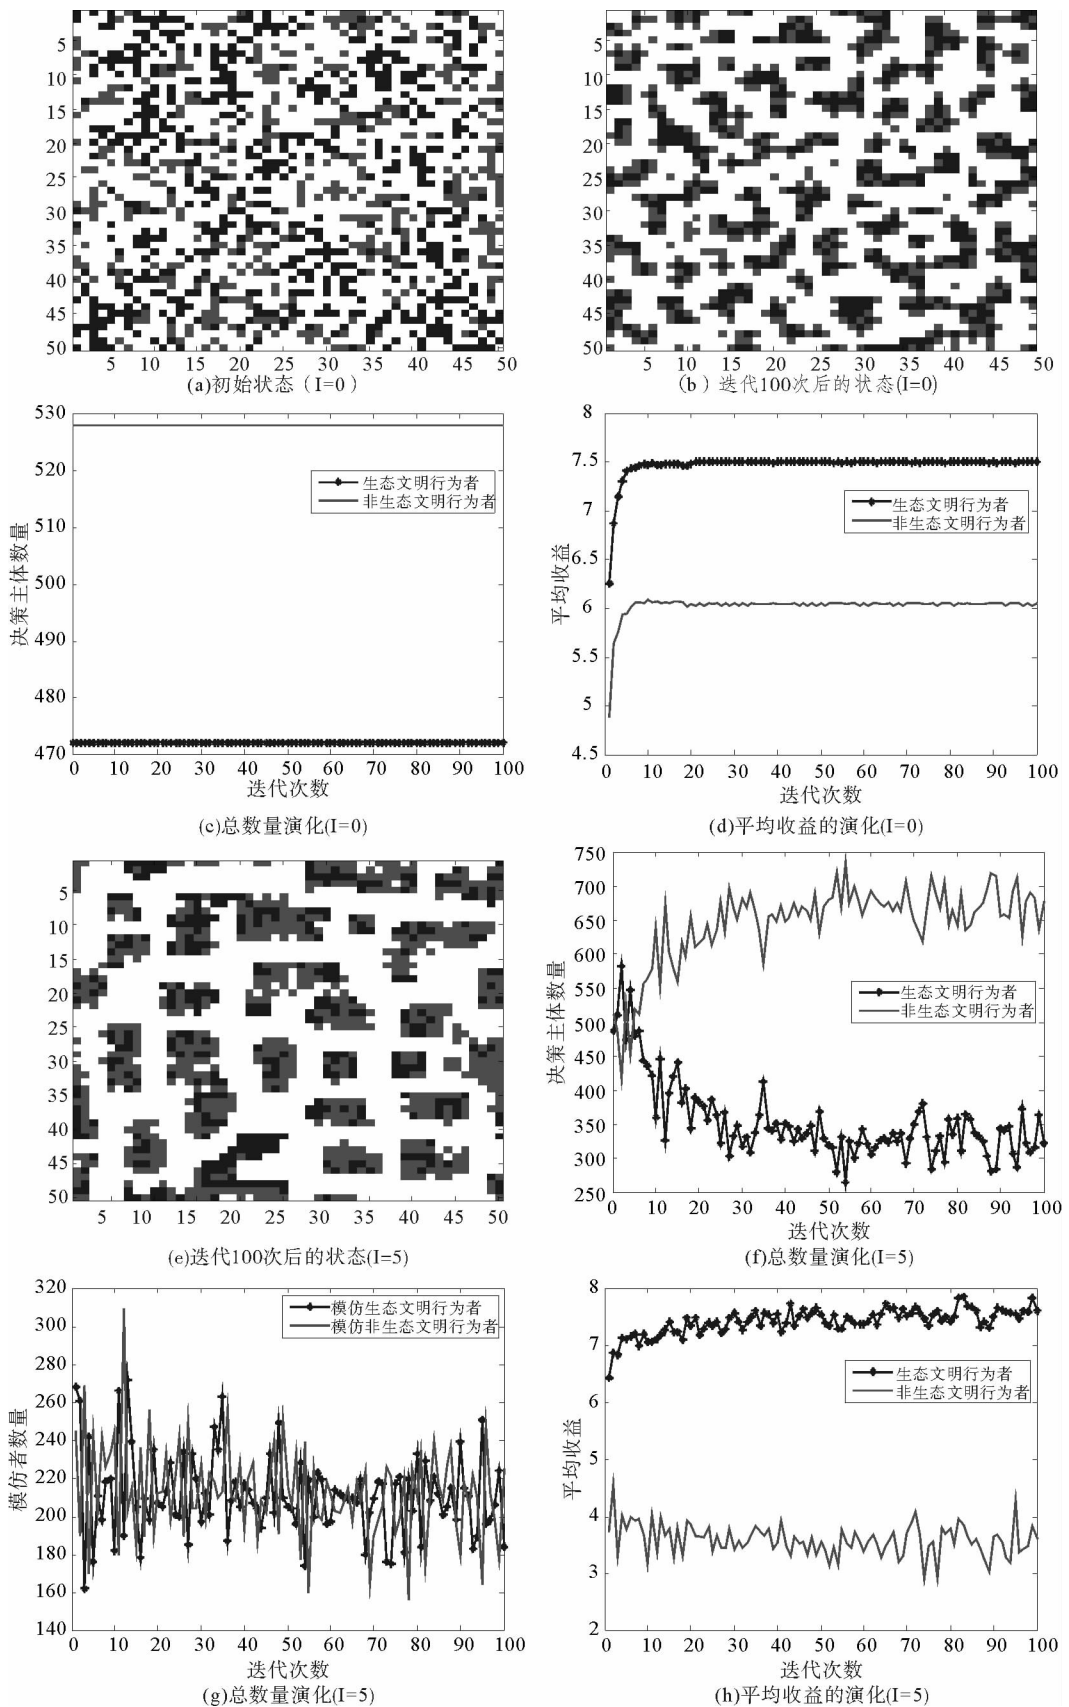 5
10
15
20
25
30
35
40
45
50
5 10 15 20 25 30 35 40 45 50
(a)初始状态（I=0）
5
10
15
20
25
30
35
40
45
50
5 10 15 20 25 30 35 40 45 50
（b）迭代100次后的状态(I=0)
530
520
510
500
490
480
470
决策主体数量
生态文明行为者
非生态文明行为者
0 10 20 30 40 50 60 70 80 90 100
迭代次数
(c)总数量演化(I=0)
8
7.5
7
6.5
6
5.5
5
4.5
平均收益
生态文明行为者
非生态文明行为者
0 10 20 30 40 50 60 70 80 90 100
迭代次数
(d)平均收益的演化(I=0)
5
10
15
20
25
30
35
40
45
50
5 10 15 20 25 30 35 40 45 50
(e)迭代100次后的状态(I=5)
750
700
650
600
550
500
450
400
350
300
250
决策主体数量
生态文明行为者
非生态文明行为者
0 10 20 30 40 50 60 70 80 90 100
迭代次数
(f)总数量演化(I=5)
320
300
280
260
240
220
200
180
160
140
模仿者数量
模仿生态文明行为者
模仿非生态文明行为者
0 10 20 30 40 50 60 70 80 90 100
迭代次数
(g)总数量演化(I=5)
8
7
6
5
4
3
2
平均收益
生态文明行为者
非生态文明行为者
0 10 20 30 40 50 60 70 80 90 100
迭代次数
(h)平均收益的演化(I=5)